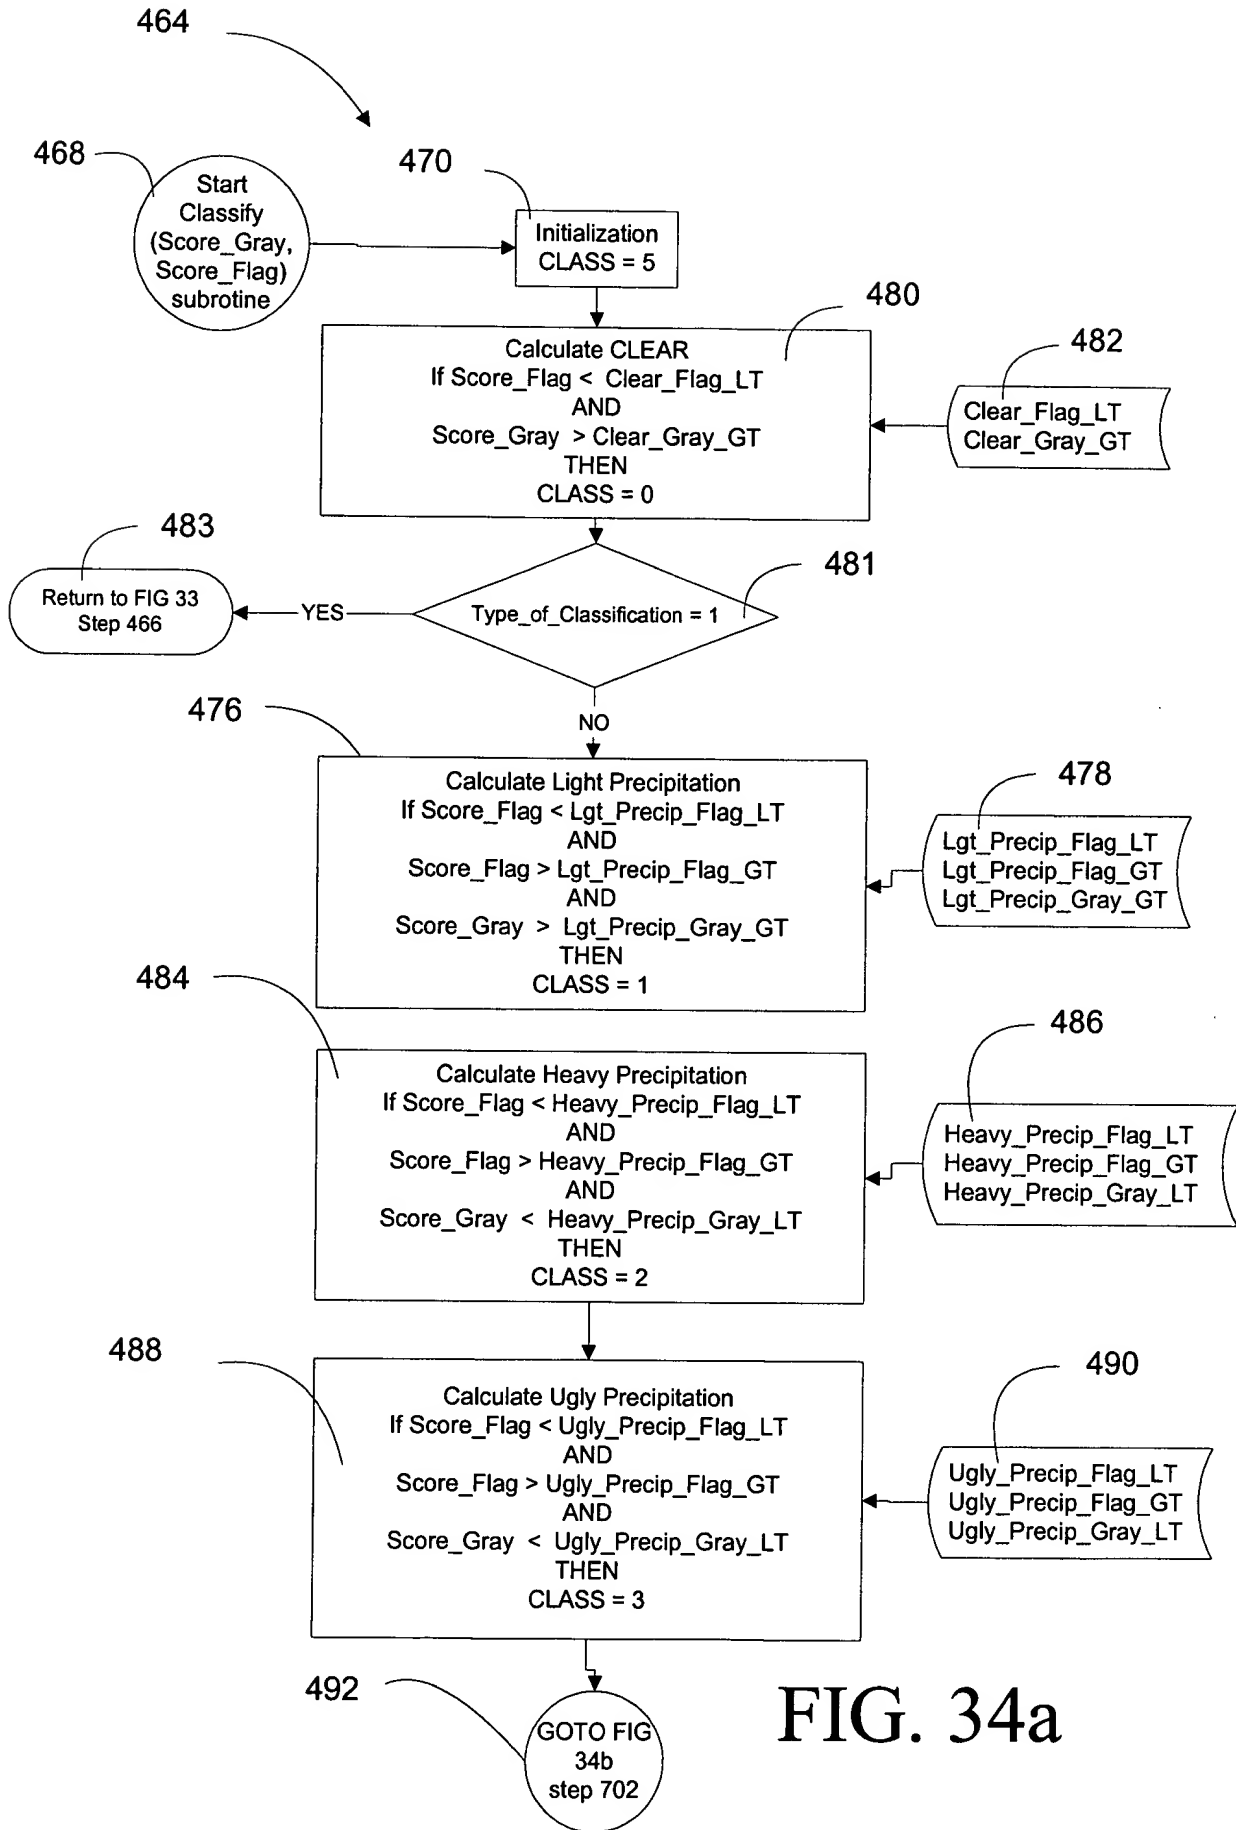 464
468
Start
Classify
(Score_Gray,
Score_Flag)
subrotine
470
Initialization
CLASS = 5
480
Calculate CLEAR
If Score_Flag < Clear_Flag_LT
AND
Score_Gray > Clear_Gray_GT
THEN
CLASS = 0
482
Clear_Flag_LT
Clear_Gray_GT
483
Return to FIG 33
Step 466
YES
481
Type_of_Classification = 1
NO
476
Calculate Light Precipitation
If Score_Flag < Lgt_Precip_Flag_LT
AND
Score_Flag > Lgt_Precip_Flag_GT
AND
Score_Gray > Lgt_Precip_Gray_GT
THEN
CLASS = 1
478
Lgt_Precip_Flag_LT
Lgt_Precip_Flag_GT
Lgt_Precip_Gray_GT
484
Calculate Heavy Precipitation
If Score_Flag < Heavy_Precip_Flag_LT
AND
Score_Flag > Heavy_Precip_Flag_GT
AND
Score_Gray < Heavy_Precip_Gray_LT
THEN
CLASS = 2
486
Heavy_Precip_Flag_LT
Heavy_Precip_Flag_GT
Heavy_Precip_Gray_LT
488
Calculate Ugly Precipitation
If Score_Flag < Ugly_Precip_Flag_LT
AND
Score_Flag > Ugly_Precip_Flag_GT
AND
Score_Gray < Ugly_Precip_Gray_LT
THEN
CLASS = 3
490
Ugly_Precip_Flag_LT
Ugly_Precip_Flag_GT
Ugly_Precip_Gray_LT
492
GOTO FIG
34b
step 702
FIG. 34a